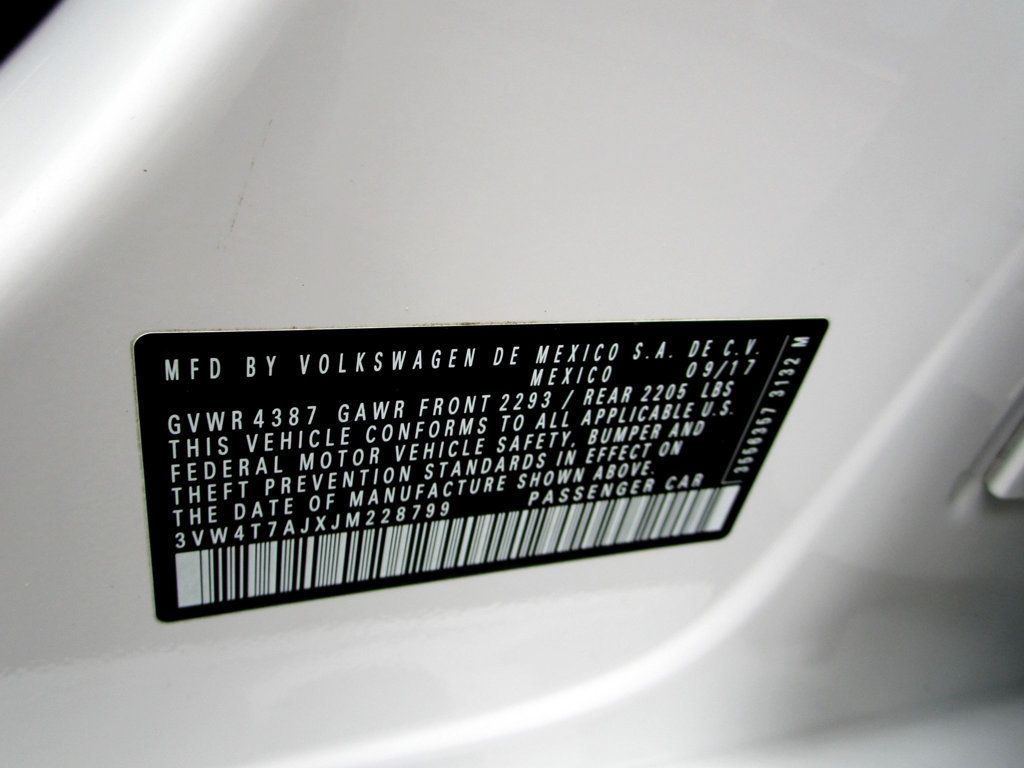 MFD BY VOLKSWAGEN DE MEXICO S.A. DE C.V.
MEXICO 09/17
GVWR 4387 GAWR FRONT 2293 / REAR 2205 LBS
THIS VEHICLE CONFORMS TO ALL APPLICABLE U.S.
FEDERAL MOTOR VEHICLE SAFETY, BUMPER AND
THEFT PREVENTION STANDARDS IN EFFECT ON
THE DATE OF MANUFACTURE SHOWN ABOVE.
3VW4T7AJXJM228799 PASSENGER CAR
3132 M